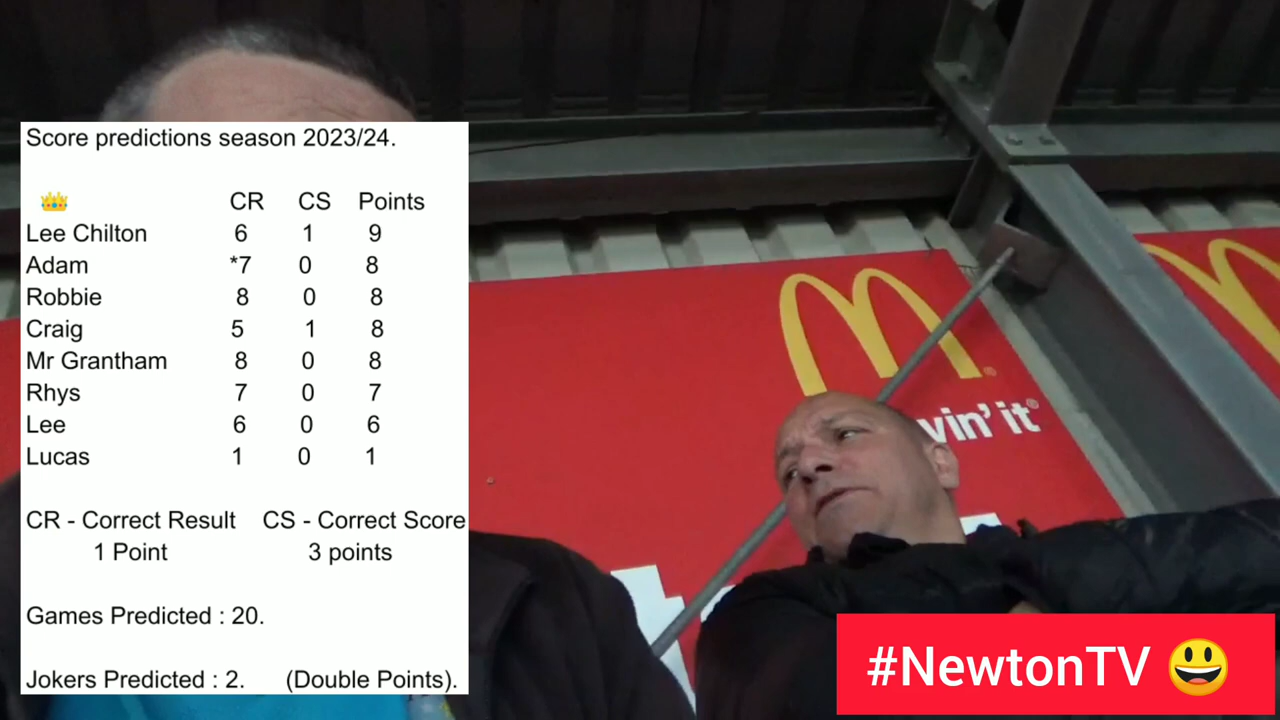 Score predictions season 2023/24.
👑 CR CS Points
Lee Chilton 6 1 9
Adam *7 0 8
Robbie 8 0 8
Craig 5 1 8
Mr Grantham 8 0 8
Rhys 7 0 7
Lee 6 0 6
Lucas 1 0 1
CR - Correct Result CS - Correct Score
1 Point 3 points
Games Predicted : 20.
Jokers Predicted : 2. (Double Points).
it®
#NewtonTV 😃